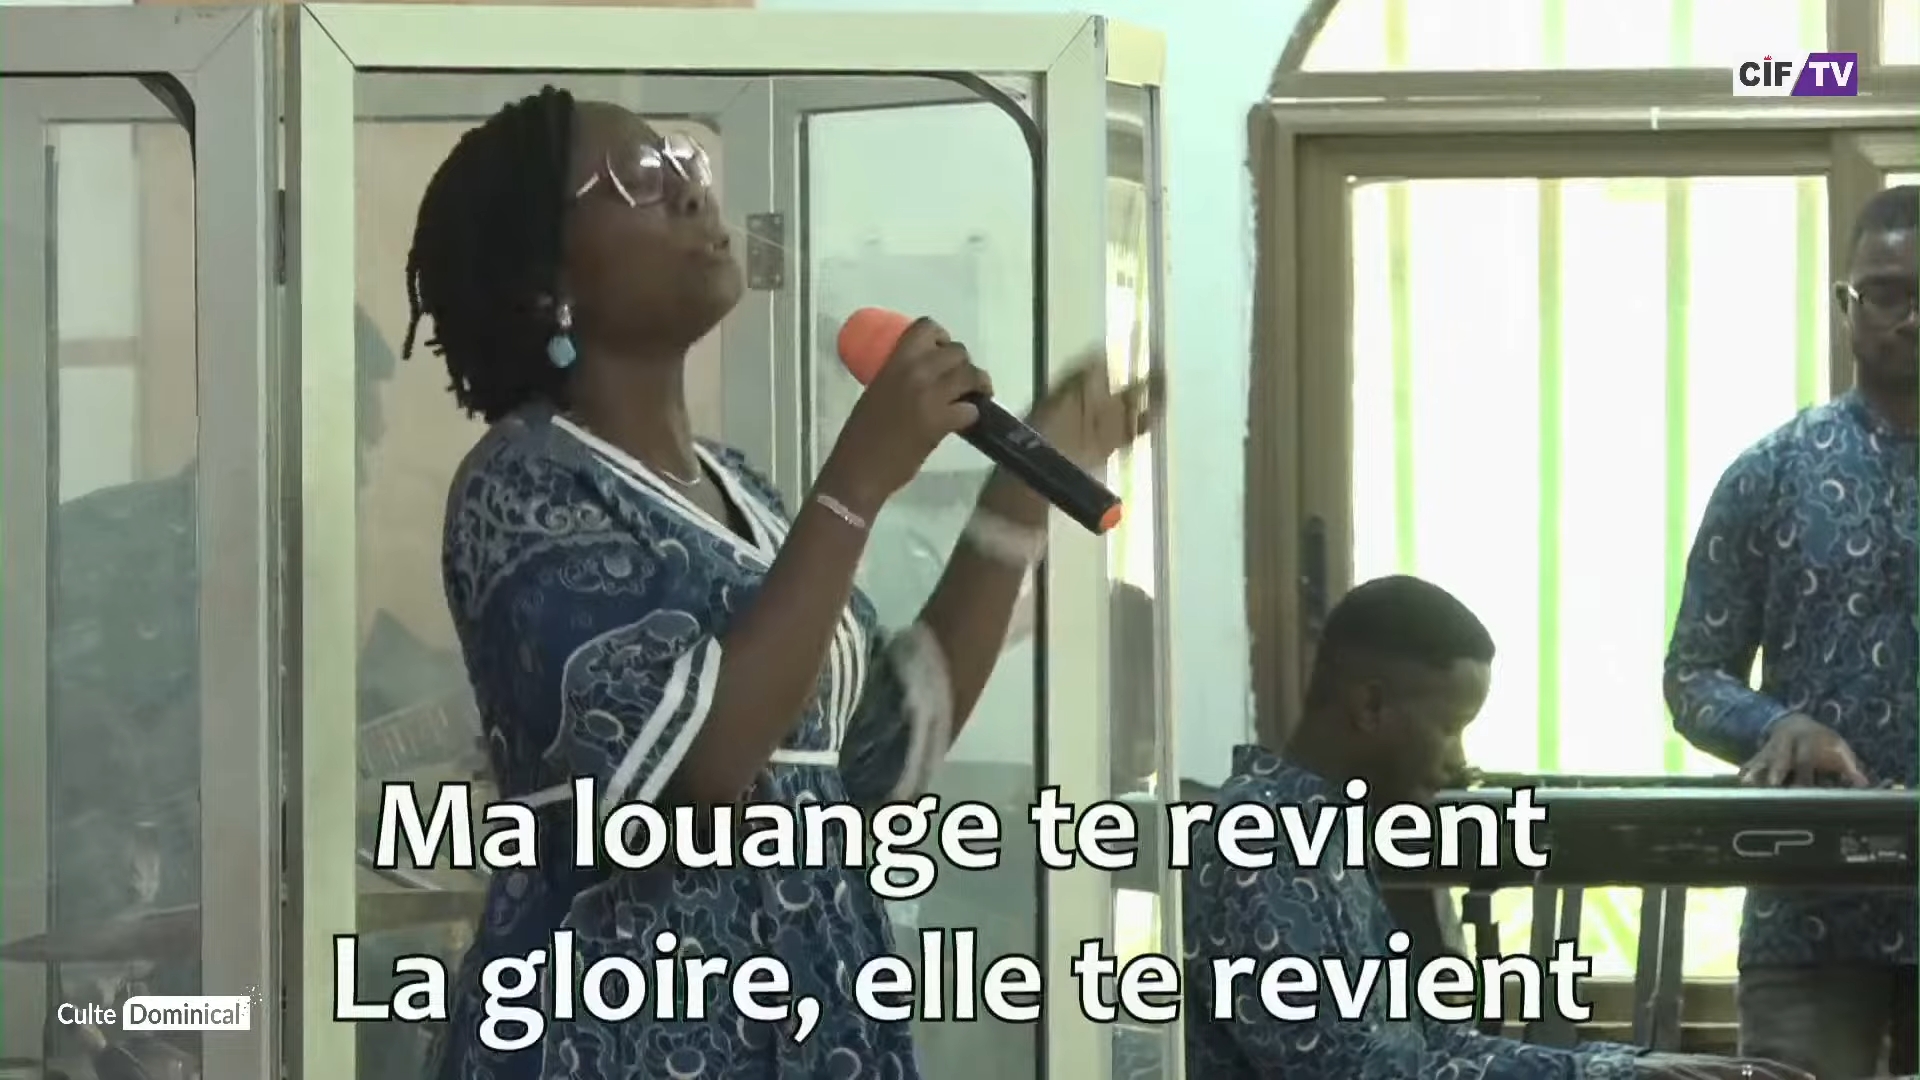 CIF/TV
Ma louange te revient
La gloire, elle te revient
Culte Dominical